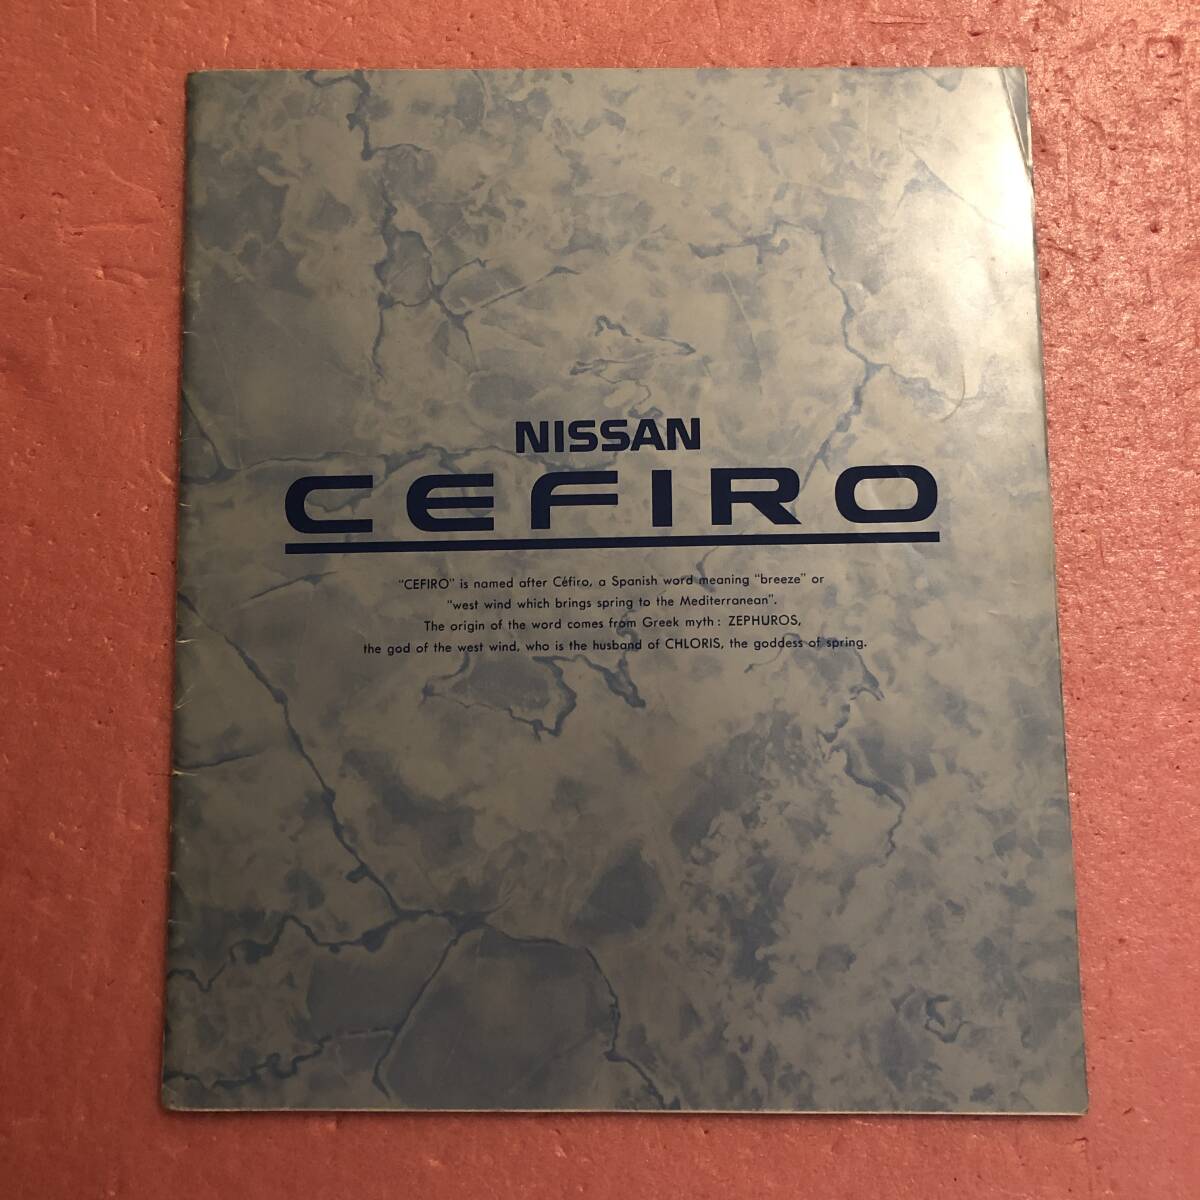 NISSAN
CEFIRO
"CEFIRO" is named after Céfiro, a Spanish word meaning "breeze" or
"west wind which brings spring to the Mediterranean".
The origin of the word comes from Greek myth : ZEPHUROS,
the god of the west wind, who is the husband of CHLORIS, the goddess of spring.